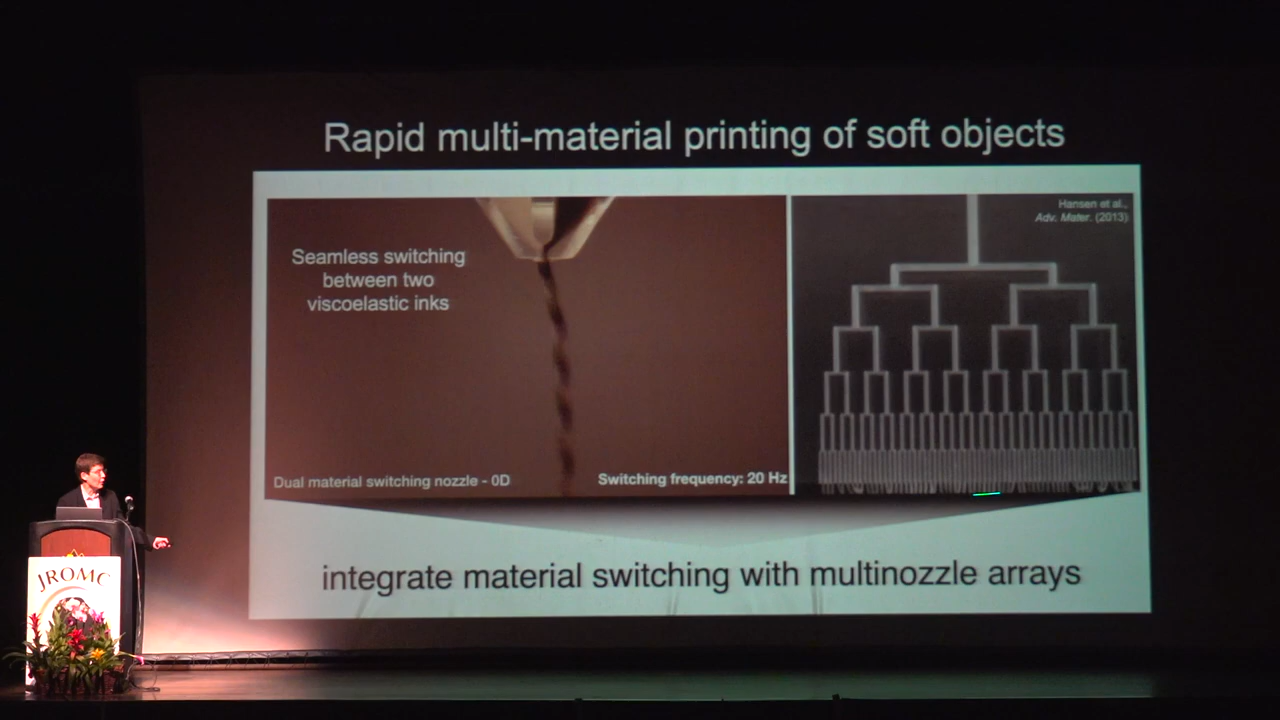 Rapid multi-material printing of soft objects
Seamless switching
between two
viscoelastic inks
Dual material switching nozzle - 0D
Switching frequency: 20 Hz
Hansen et al.,
Adv. Mater. (2013)
integrate material switching with multinozzle arrays
JROMC